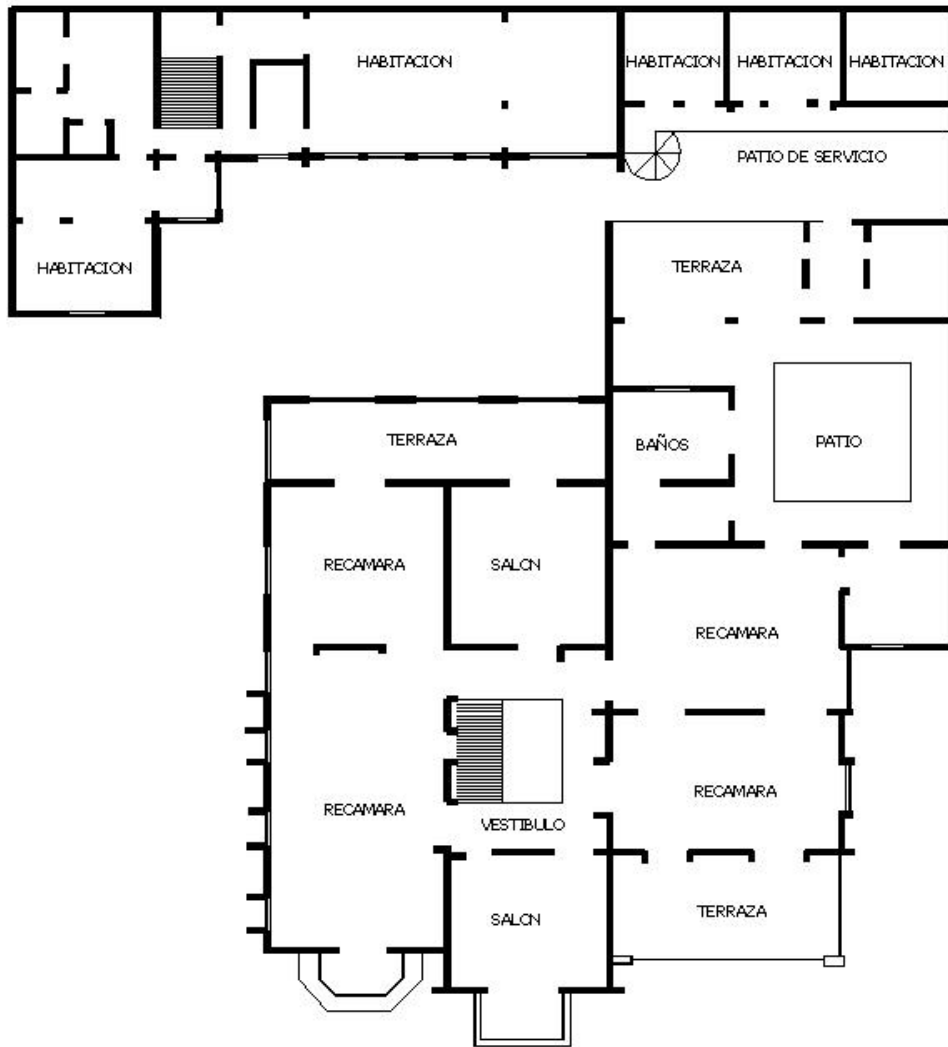 HABITACION
HABITACION
HABITACION
HABITACION
PATIO DE SERVICIO
HABITACION
TERRAZA
TERRAZA
BAÑOS
PATIO
RECAMARA
SALON
RECAMARA
RECAMARA
RECAMARA
VESTIBULO
SALON
TERRAZA